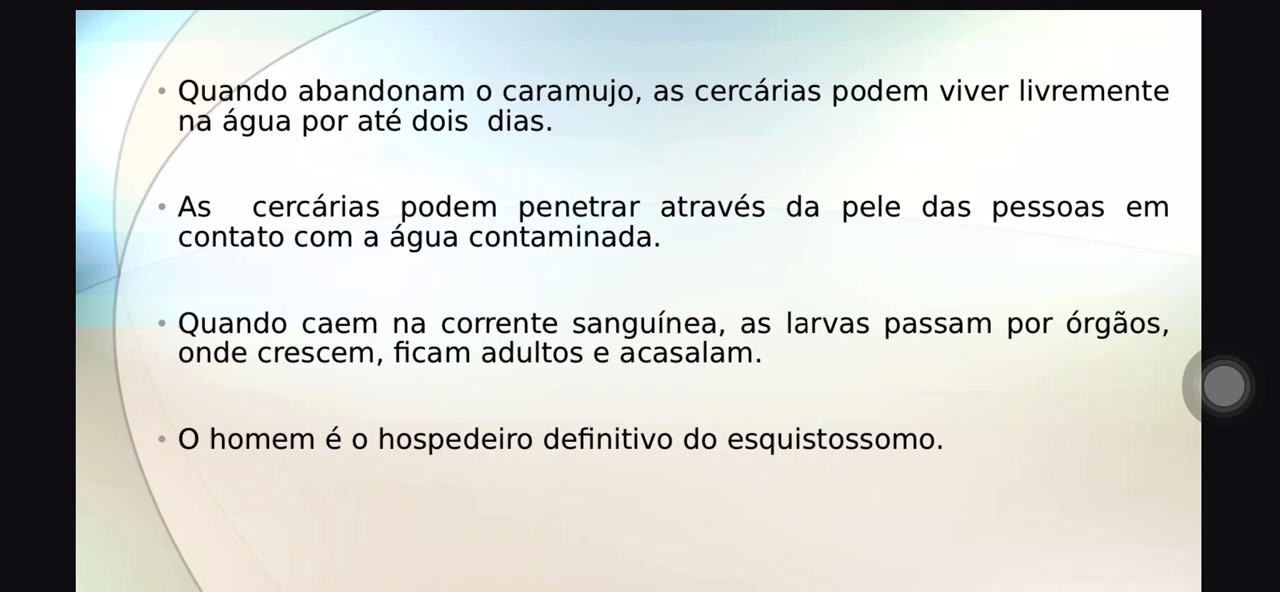 • Quando abandonam o caramujo, as cercárias podem viver livremente
na água por até dois  dias.
• As  cercárias podem penetrar através da pele das pessoas em
contato com a água contaminada.
• Quando caem na corrente sanguínea, as larvas passam por órgãos,
onde crescem, ficam adultos e acasalam.
• O homem é o hospedeiro definitivo do esquistossomo.